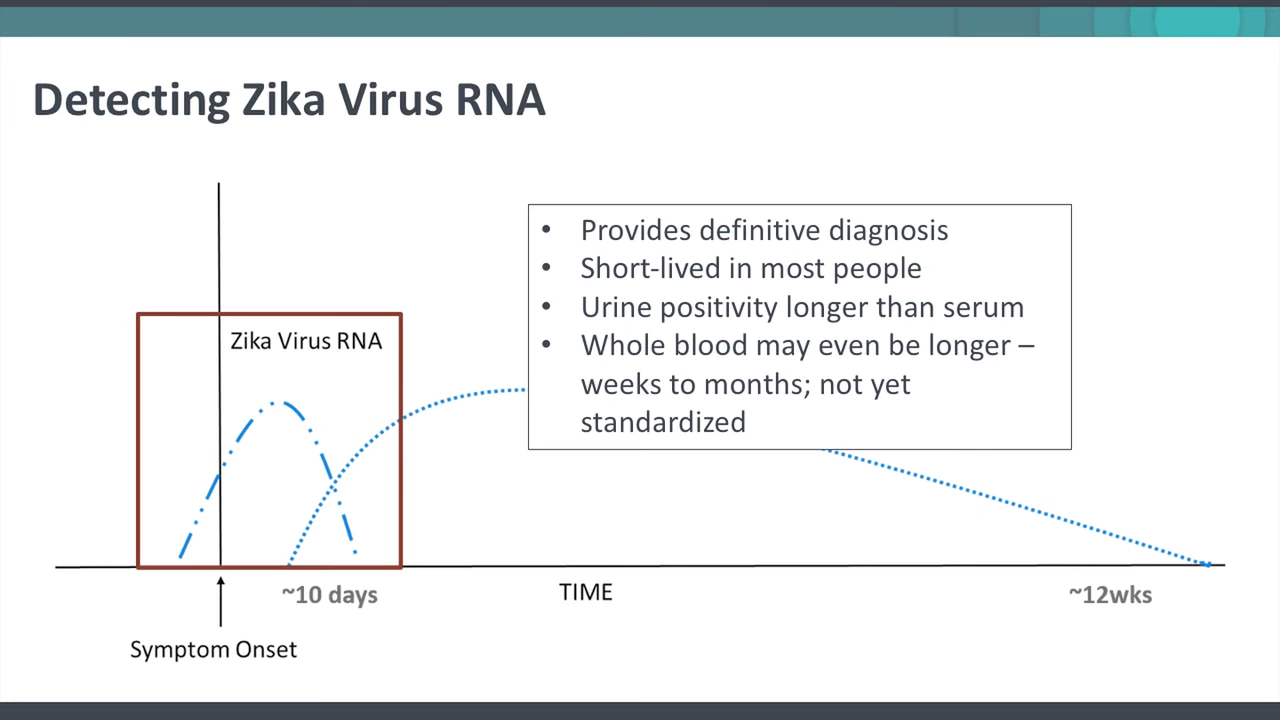 Detecting Zika Virus RNA
• Provides definitive diagnosis
• Short-lived in most people
• Urine positivity longer than serum
• Whole blood may even be longer –
weeks to months; not yet
standardized
Zika Virus RNA
~10 days
TIME
~12wks
Symptom Onset